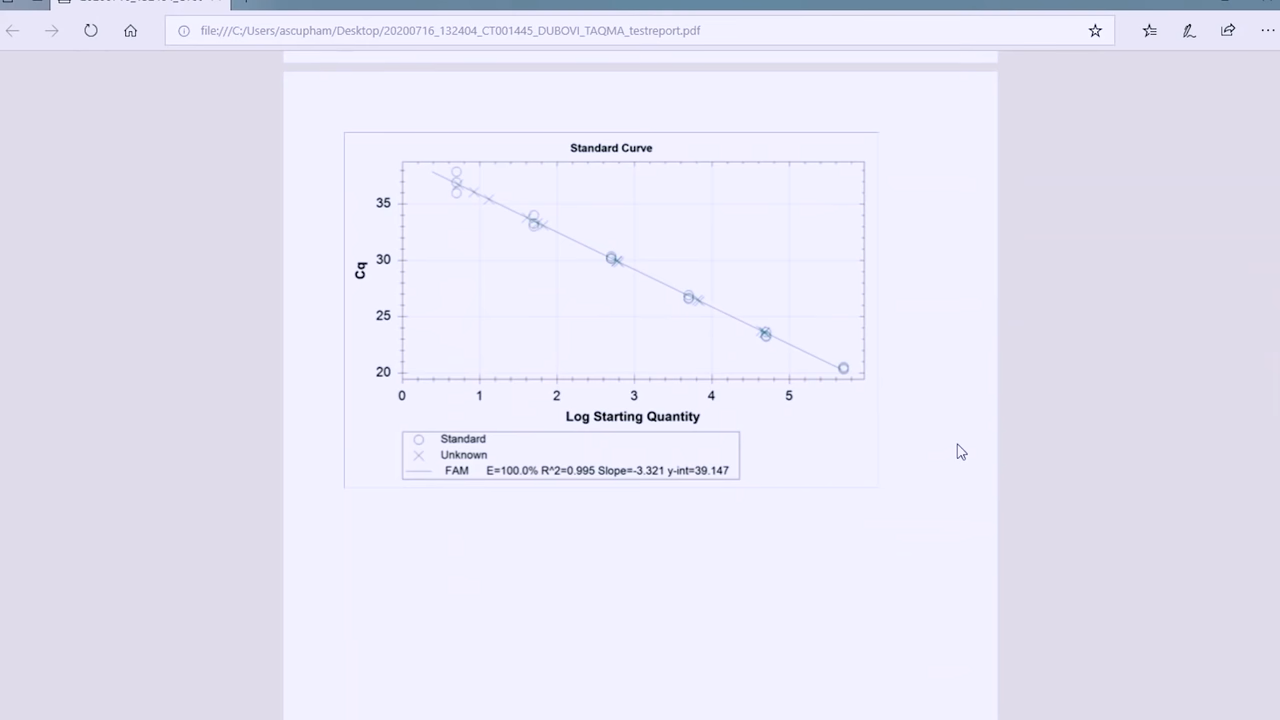 file:///C:/Users/ascupham/Desktop/20200716_132404_CT001445_DUBOVI_TAQMA_testreport.pdf
Standard Curve
35
30
25
20
Cq
0 1 2 3 4 5
Log Starting Quantity
Standard
Unknown
FAM E=100.0% R^2=0.995 Slope=-3.321 y-int=39.147